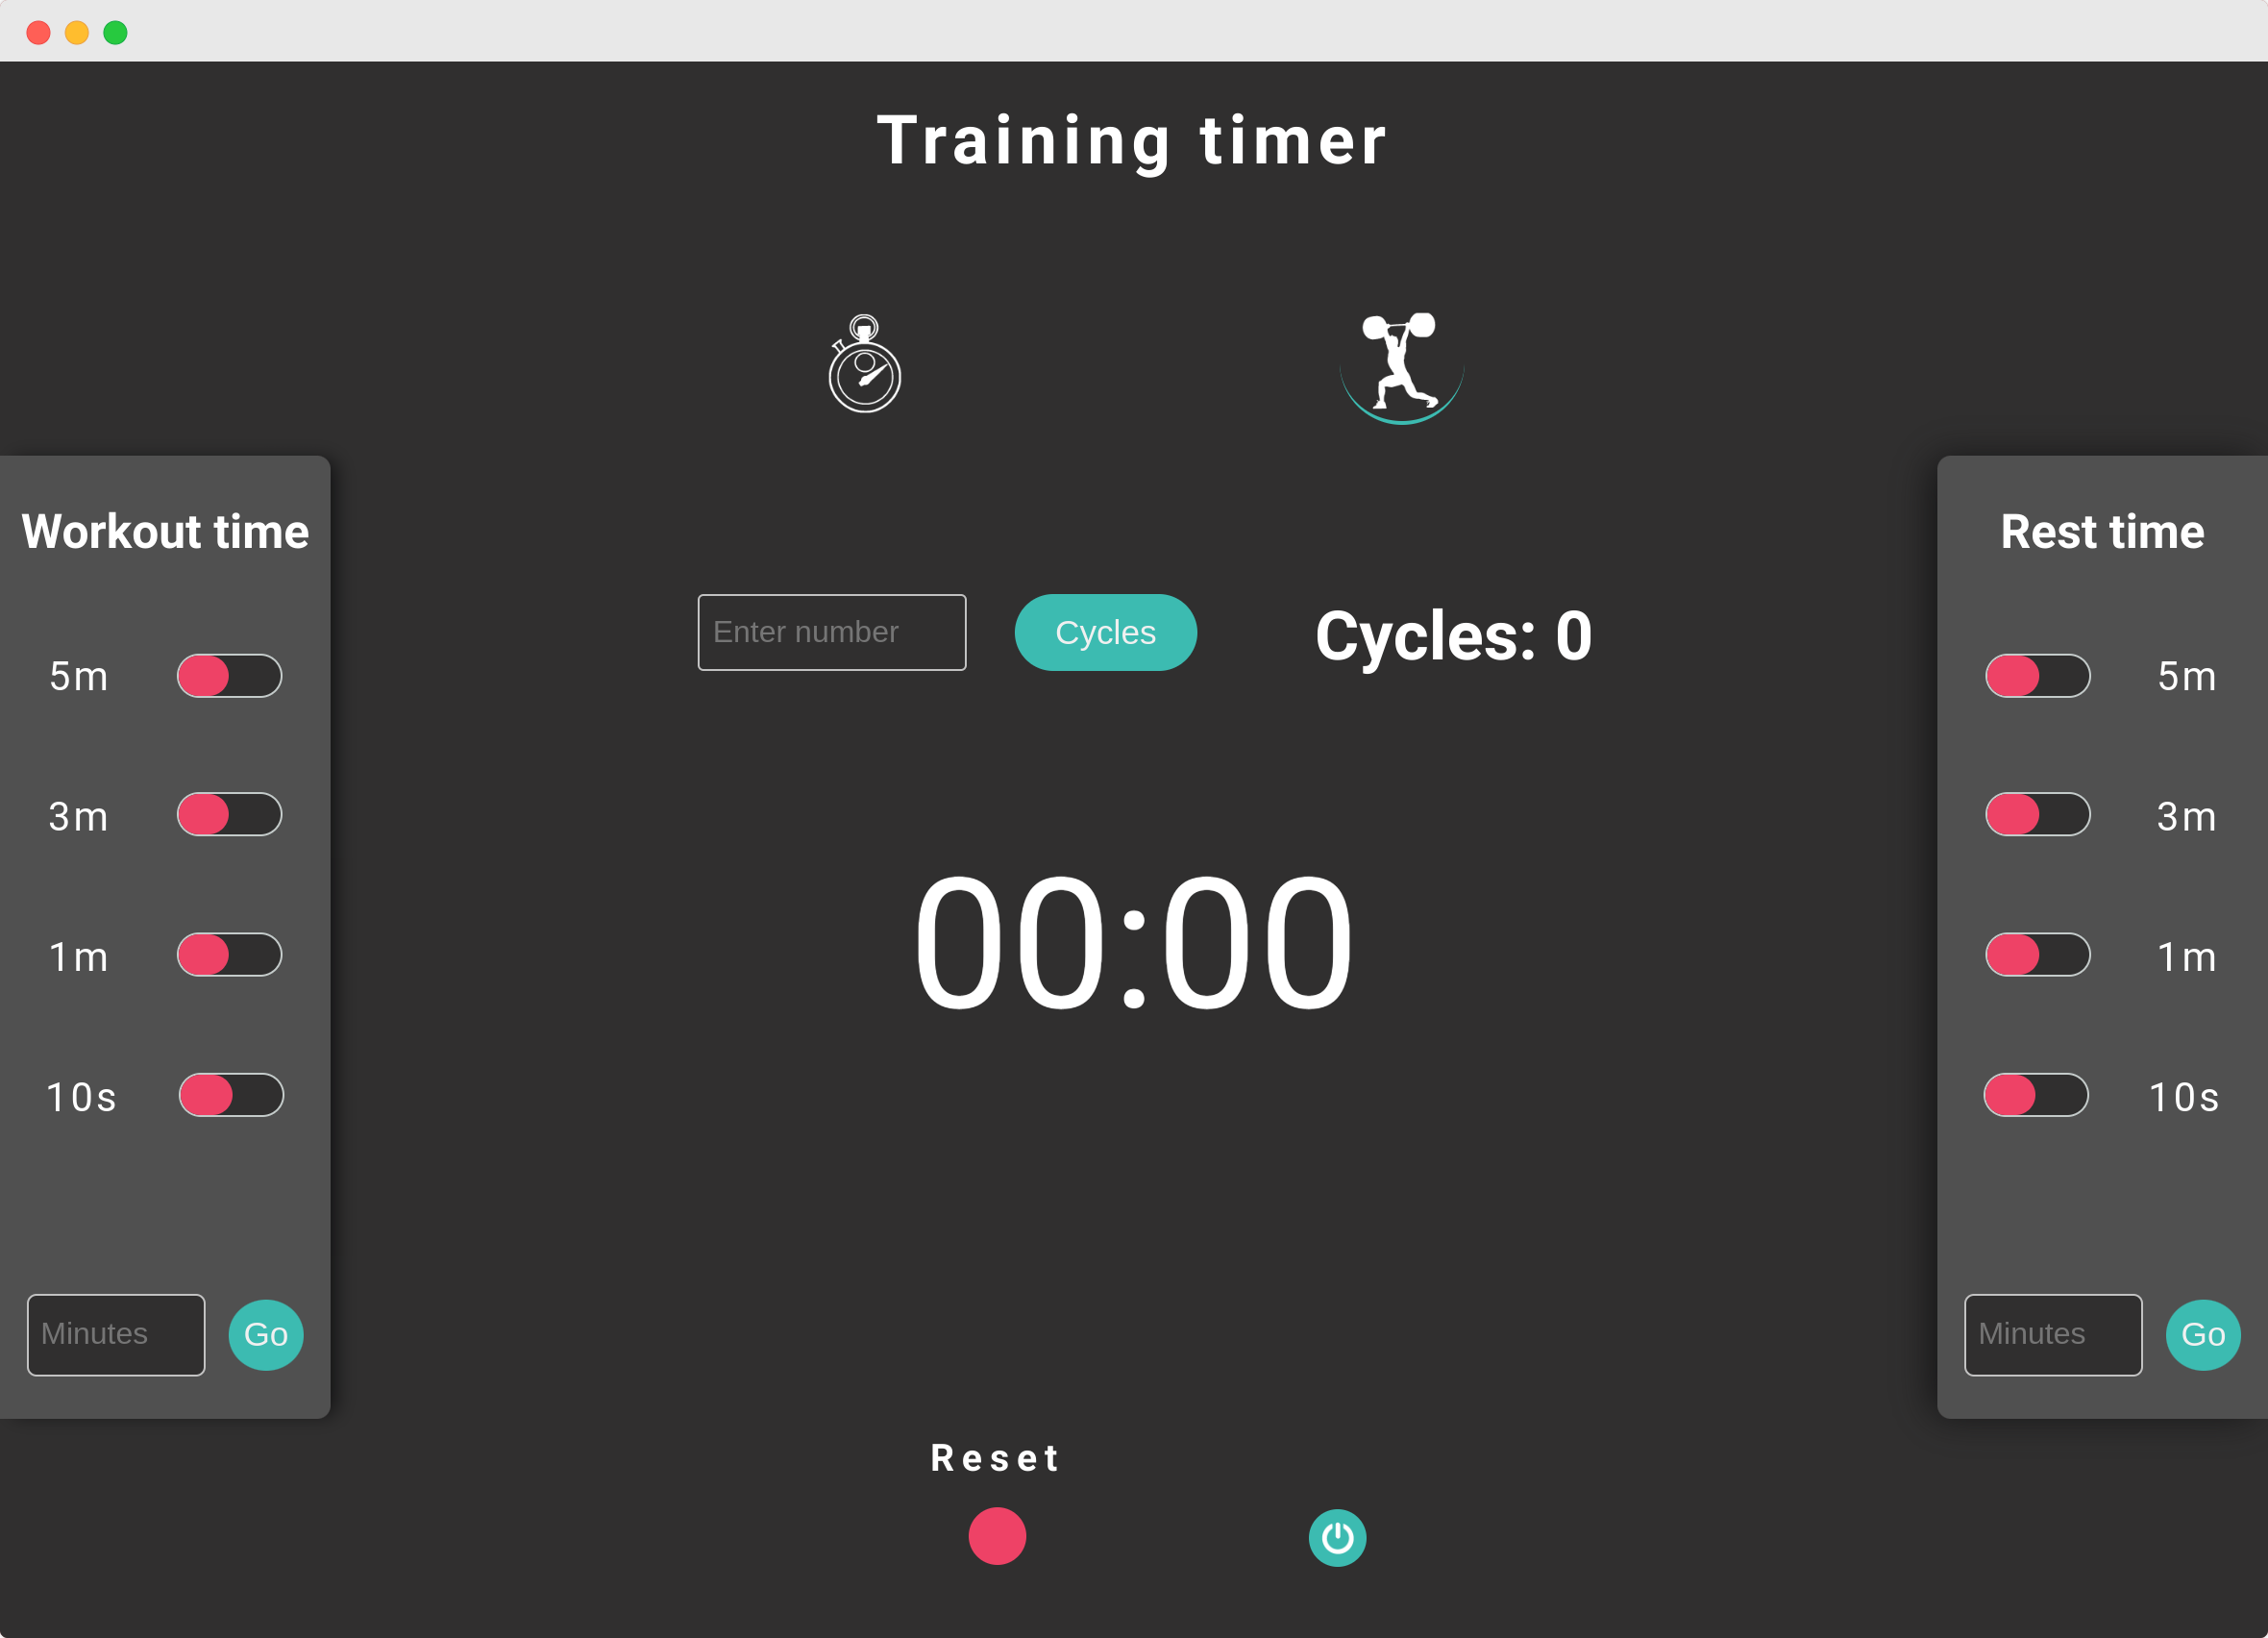 Training timer
Workout time
5m
3m
1m
10s
Minutes
Go
Enter number
Cycles
Cycles: 0
00:00
Reset
Rest time
5m
3m
1m
10s
Minutes
Go